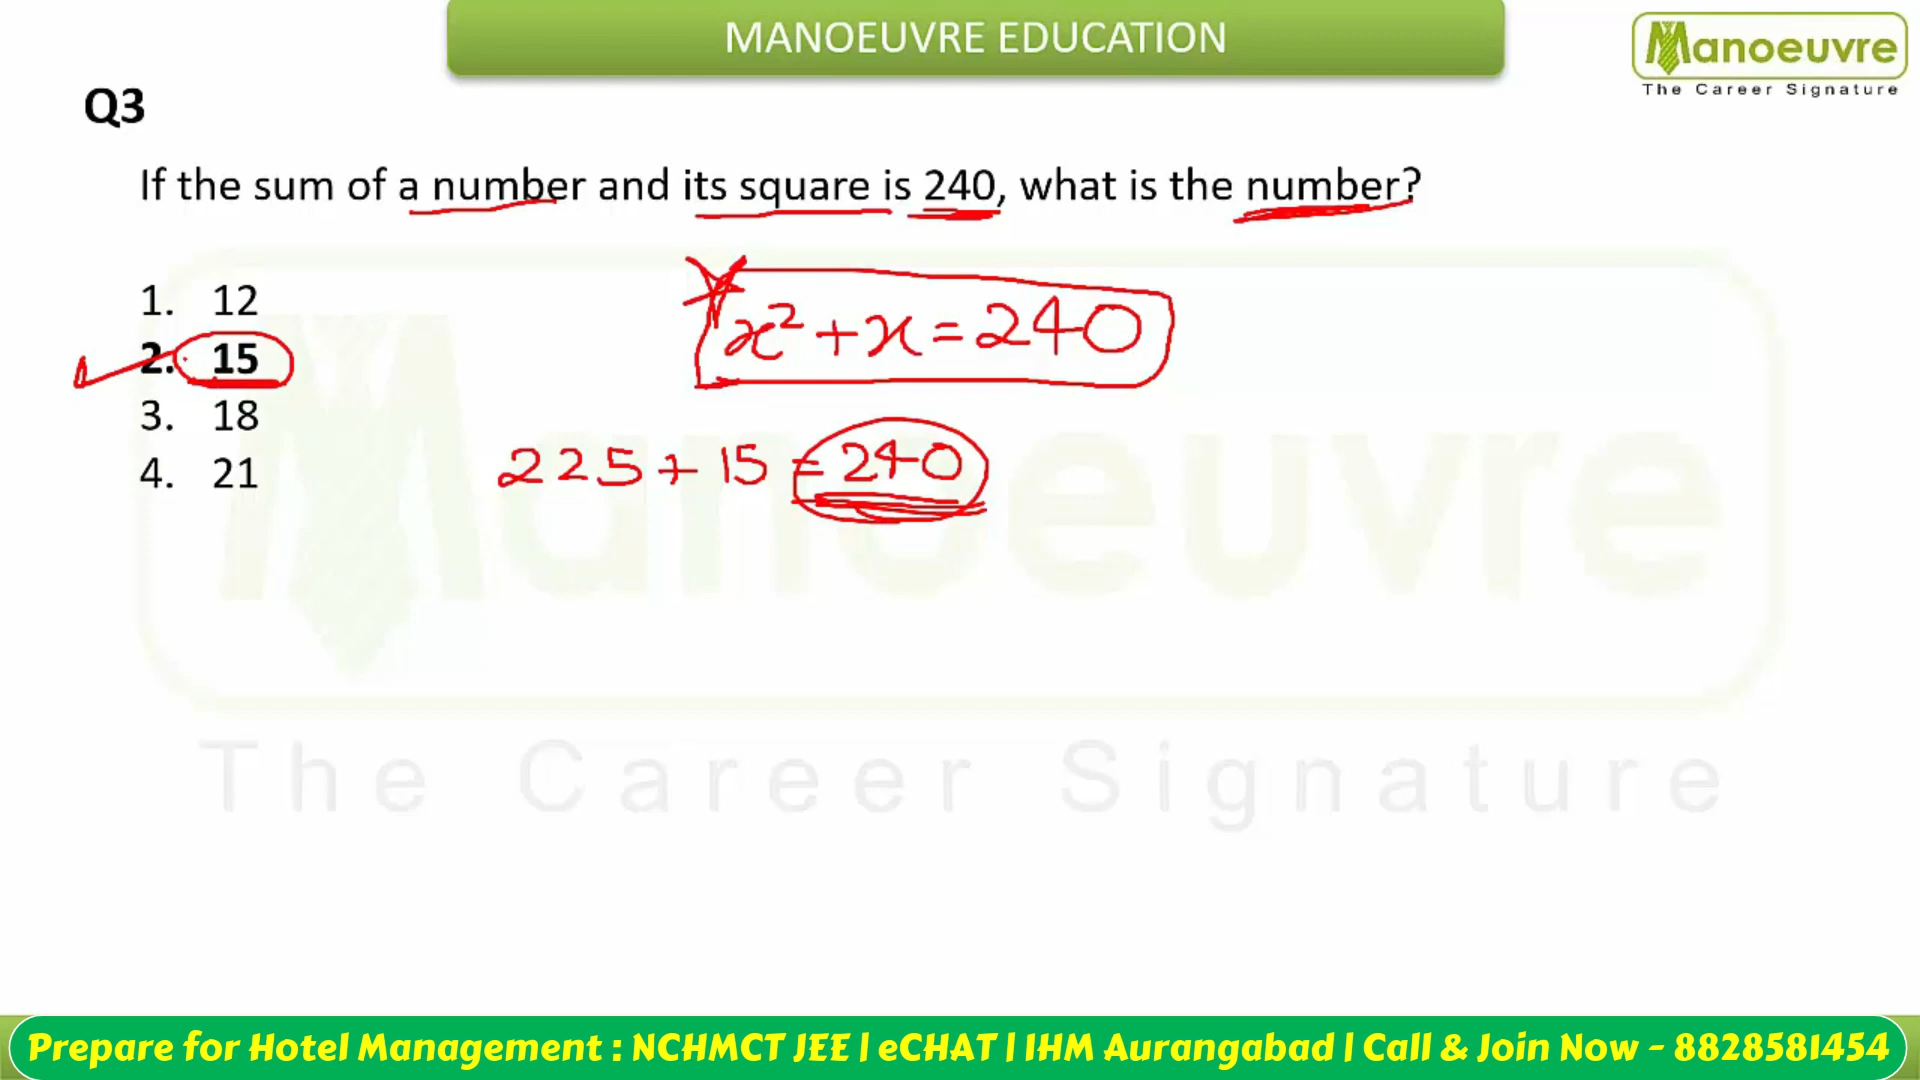 MANOEUVRE EDUCATION
Manoeuvre
The Career Signature
Q3
If the sum of a number and its square is 240, what is the number?
1. 12
2. 15
3. 18
4. 21
x² + x = 240
225 + 15 = 240
Manoeuvre
The Career Signature
Prepare for Hotel Management : NCHMCT JEE | eCHAT | IHM Aurangabad | Call & Join Now - 8828581454